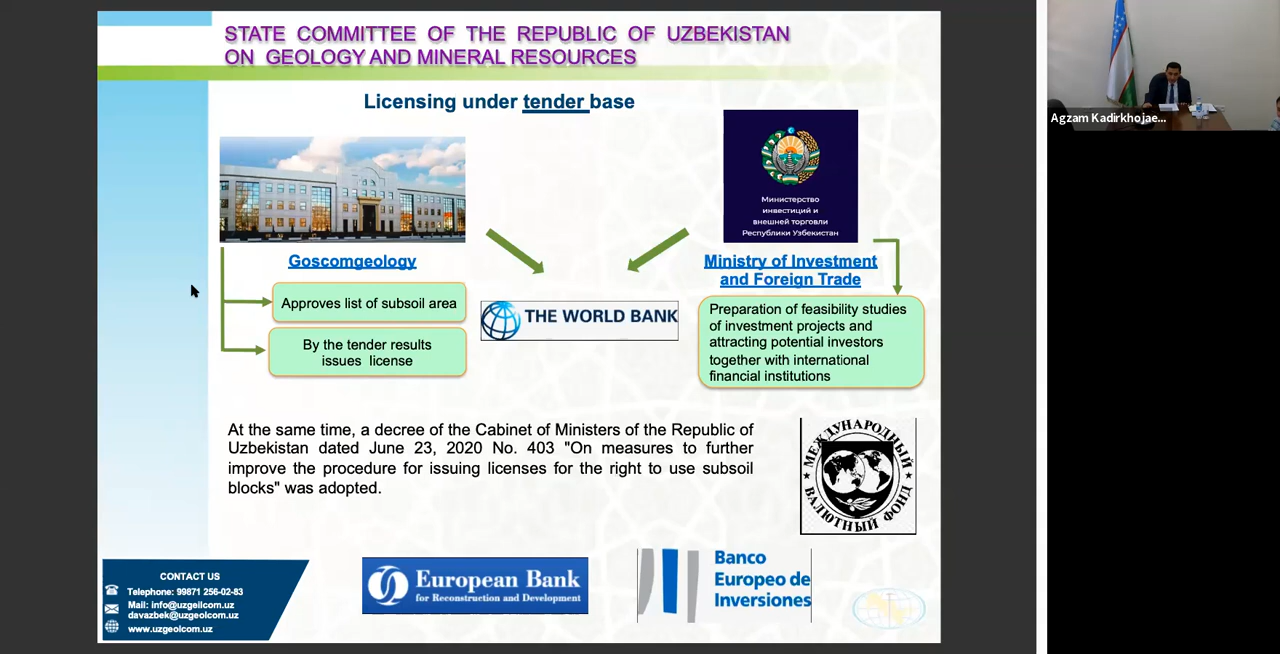 STATE COMMITTEE OF THE REPUBLIC OF UZBEKISTAN
ON GEOLOGY AND MINERAL RESOURCES
Licensing under tender base
Министерство
инвестиций и
внешней торговли
Республики Узбекистан
Goscomgeology
Approves list of subsoil area
By the tender results
issues license
THE WORLD BANK
Ministry of Investment
and Foreign Trade
Preparation of feasibility studies
of investment projects and
attracting potential investors
together with international
financial institutions
At the same time, a decree of the Cabinet of Ministers of the Republic of
Uzbekistan dated June 23, 2020 No. 403 "On measures to further
improve the procedure for issuing licenses for the right to use subsoil
blocks" was adopted.
МЕЖДУНАРОДНЫЙ
ВАЛЮТНЫЙ ФОНД
CONTACT US
Telephone: 99871 256-02-83
Mail: info@uzgeilcom.uz
davazbek@uzgeolcom.uz
www.uzgeolcom.uz
European Bank
for Reconstruction and Development
Banco
Europeo de
Inversiones
Agzam Kadirkhojae...